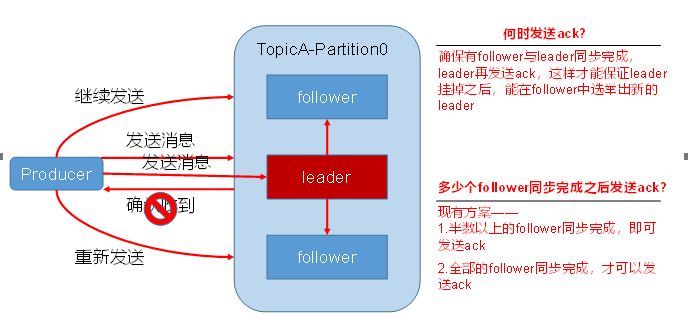 TopicA-Partition0
何时发送ack?
确保有follower与leader同步完成,
leader再发送ack，这样才能保证leader
挂掉之后，能在follower中选举出新的
leader
继续发送
follower
发送消息
发送消息
Producer
leader
确 收到
多少个follower同步完成之后发送ack?
现有方案——
1.半数以上的follower同步完成，即可
发送ack
2.全部的follower同步完成，才可以发
送ack
重新发送
follower